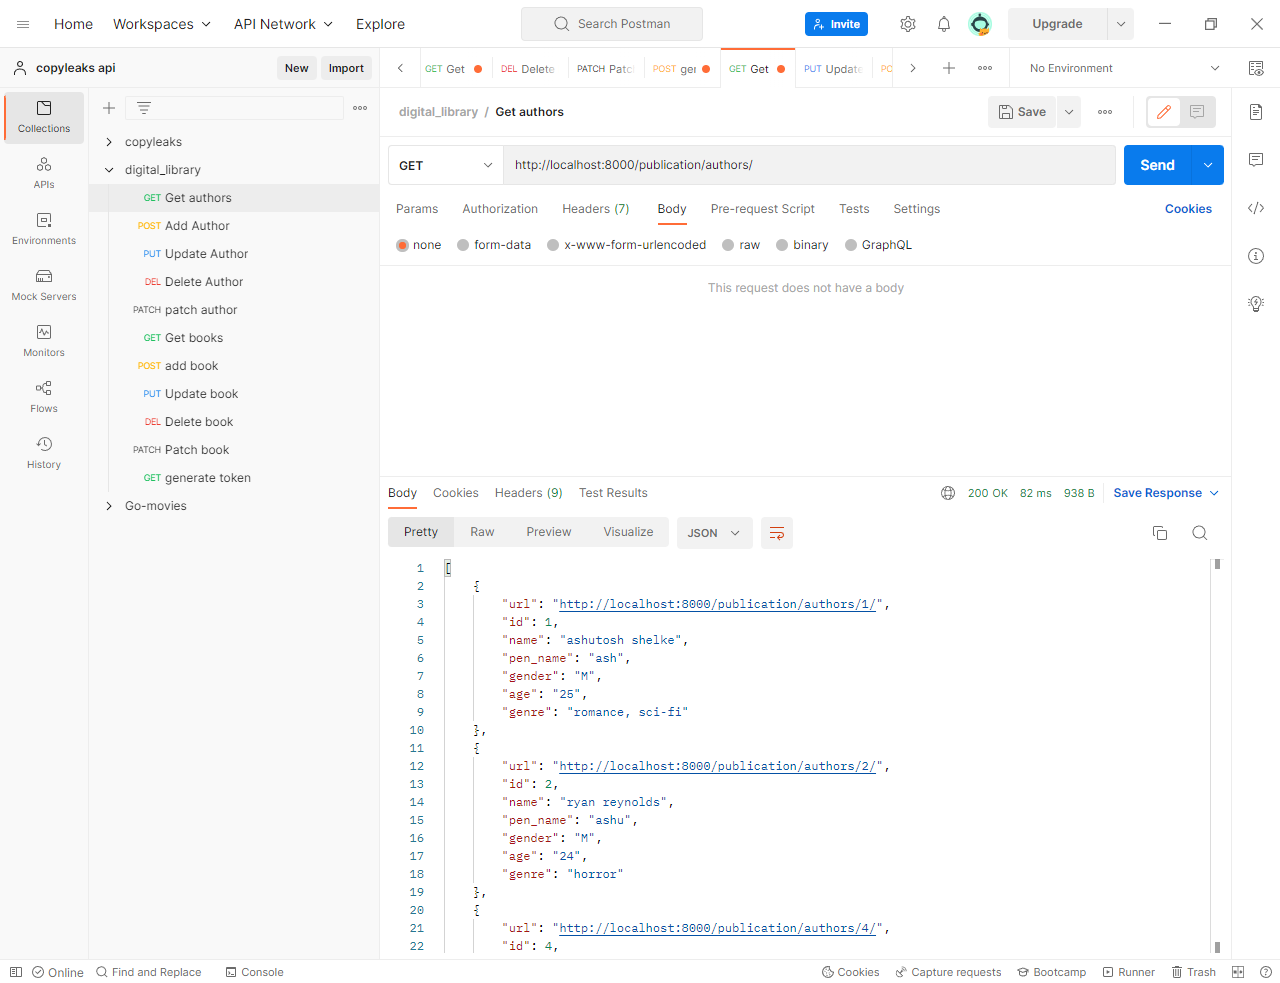 Home Workspaces API Network Explore Search Postman Invite Upgrade
copyleaks api New Import GET Get DEL Delete PATCH Patc POST ger GET Get PUT Update PO No Environment
Collections
APIs
Environments
Mock Servers
Monitors
Flows
History
copyleaks
digital_library
GET Get authors
POST Add Author
PUT Update Author
DEL Delete Author
PATCH patch author
GET Get books
POST add book
PUT Update book
DEL Delete book
PATCH Patch book
GET generate token
Go-movies
digital_library / Get authors Save
GET http://localhost:8000/publication/authors/ Send
Params Authorization Headers (7) Body Pre-request Script Tests Settings Cookies
none form-data x-www-form-urlencoded raw binary GraphQL
This request does not have a body
Body Cookies Headers (9) Test Results 200 OK 82 ms 938 B Save Response
Pretty Raw Preview Visualize JSON
1 [
2 {
3 "url": "http://localhost:8000/publication/authors/1/",
4 "id": 1,
5 "name": "ashutosh shelke",
6 "pen_name": "ash",
7 "gender": "M",
8 "age": "25",
9 "genre": "romance, sci-fi"
10 },
11 {
12 "url": "http://localhost:8000/publication/authors/2/",
13 "id": 2,
14 "name": "ryan reynolds",
15 "pen_name": "ashu",
16 "gender": "M",
17 "age": "24",
18 "genre": "horror"
19 },
20 {
21 "url": "http://localhost:8000/publication/authors/4/",
22 "id": 4,
Online Find and Replace Console Cookies Capture requests Bootcamp Runner Trash